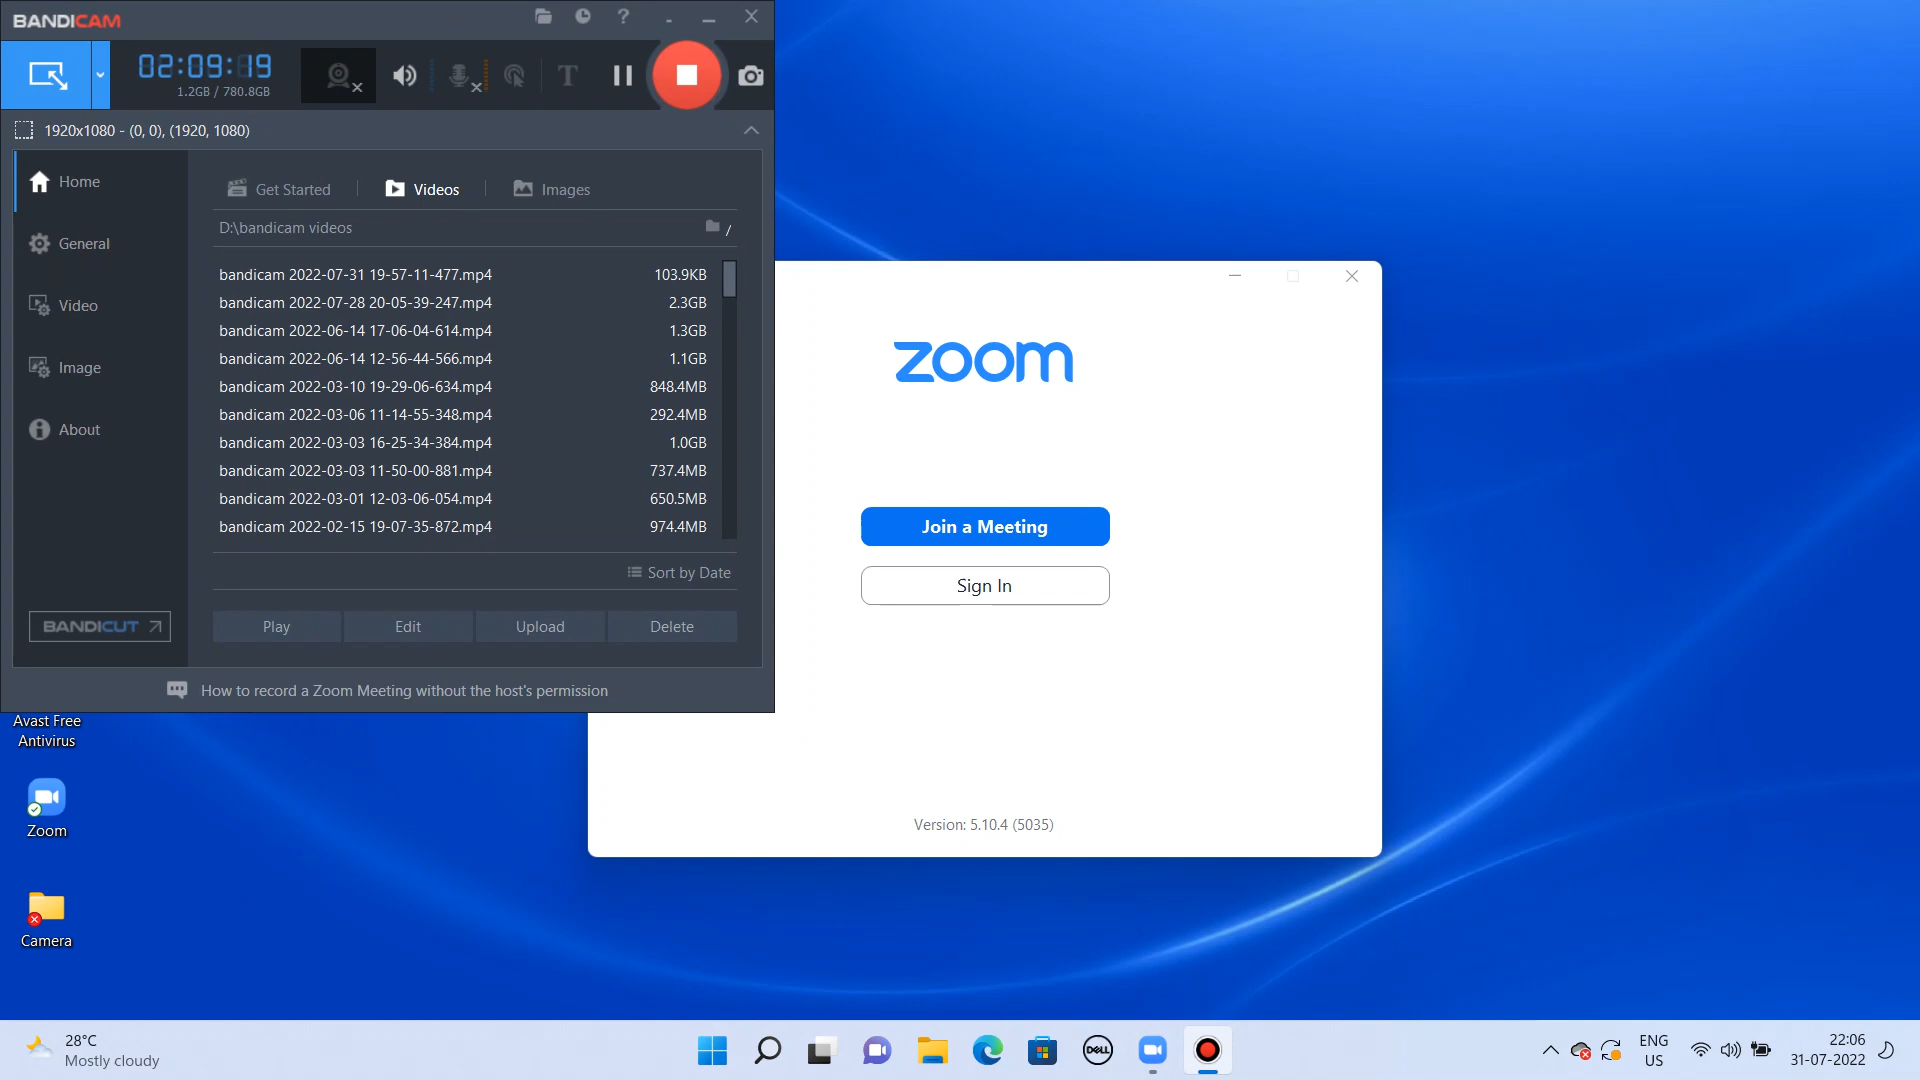 BANDICAM
02:09:19
1.2GB / 780.8GB
1920x1080 - (0, 0), (1920, 1080)
Home
General
Video
Image
About
BANDICUT
Get Started
Videos
Images
D:\bandicam videos
bandicam 2022-07-31 19-57-11-477.mp4 103.9KB
bandicam 2022-07-28 20-05-39-247.mp4 2.3GB
bandicam 2022-06-14 17-06-04-614.mp4 1.3GB
bandicam 2022-06-14 12-56-44-566.mp4 1.1GB
bandicam 2022-03-10 19-29-06-634.mp4 848.4MB
bandicam 2022-03-06 11-14-55-348.mp4 292.4MB
bandicam 2022-03-03 16-25-34-384.mp4 1.0GB
bandicam 2022-03-03 11-50-00-881.mp4 737.4MB
bandicam 2022-03-01 12-03-06-054.mp4 650.5MB
bandicam 2022-02-15 19-07-35-872.mp4 974.4MB
Sort by Date
Play
Edit
Upload
Delete
How to record a Zoom Meeting without the host's permission
zoom
Join a Meeting
Sign In
Version: 5.10.4 (5035)
Avast Free
Antivirus
Zoom
Camera
28°C
Mostly cloudy
DELL
ENG
US
22:06
31-07-2022